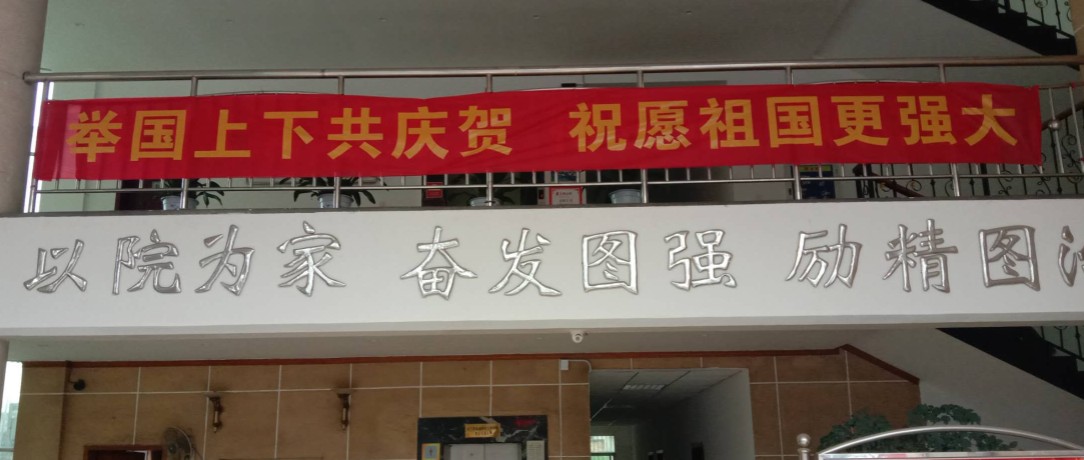 举国上下共庆贺 祝愿祖国更强大
以院为家 奋发图强 励精图